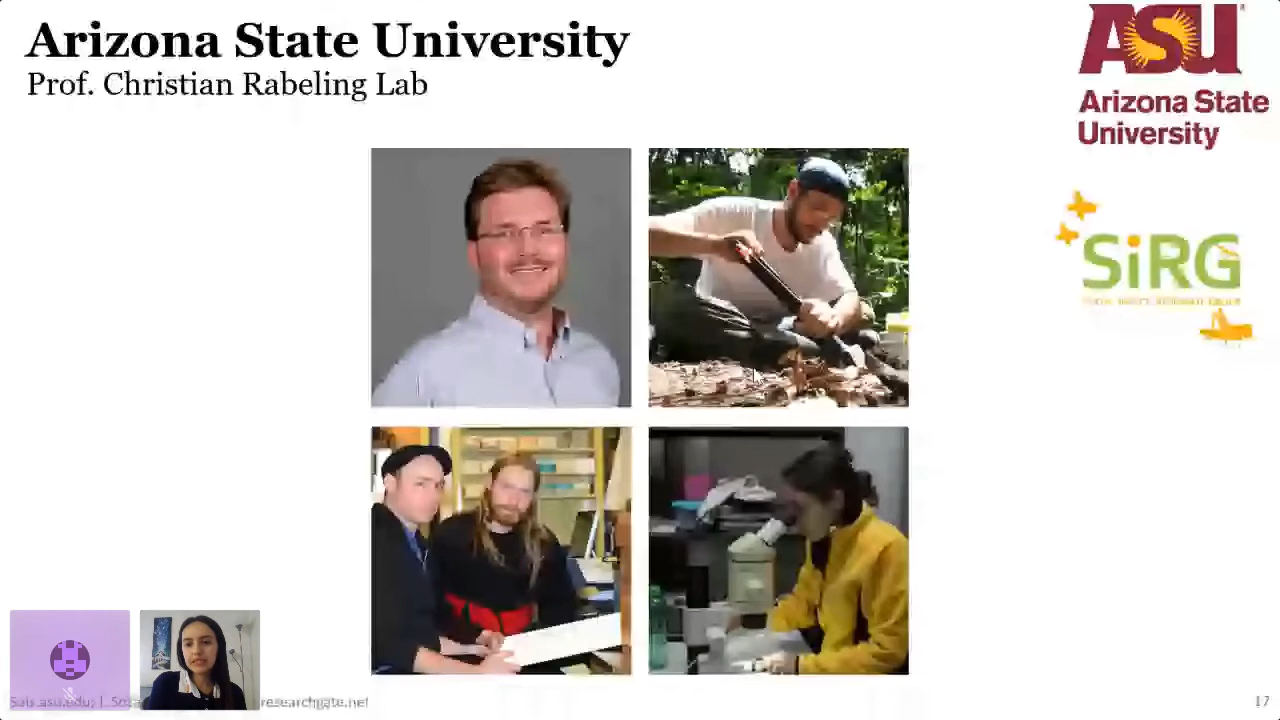 Arizona State University
Prof. Christian Rabeling Lab
ASU
Arizona State
University
SiRG
researchgate.net
17